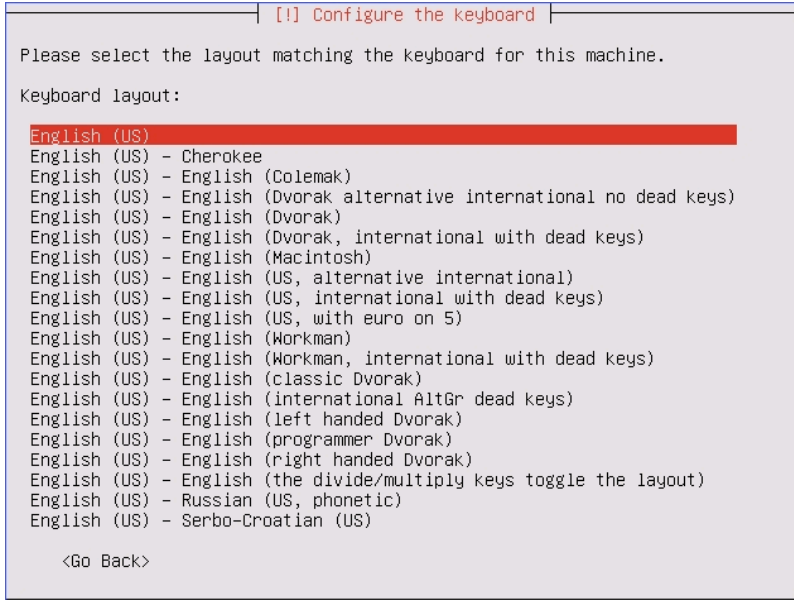 [!] Configure the keyboard
Please select the layout matching the keyboard for this machine.
Keyboard layout:
English (US)
English (US) - Cherokee
English (US) - English (Colemak)
English (US) - English (Dvorak alternative international no dead keys)
English (US) - English (Dvorak)
English (US) - English (Dvorak, international with dead keys)
English (US) - English (Macintosh)
English (US) - English (US, alternative international)
English (US) - English (US, international with dead keys)
English (US) - English (US, with euro on 5)
English (US) - English (Workman)
English (US) - English (Workman, international with dead keys)
English (US) - English (classic Dvorak)
English (US) - English (international AltGr dead keys)
English (US) - English (left handed Dvorak)
English (US) - English (programmer Dvorak)
English (US) - English (right handed Dvorak)
English (US) - English (the divide/multiply keys toggle the layout)
English (US) - Russian (US, phonetic)
English (US) - Serbo-Croatian (US)
<Go Back>